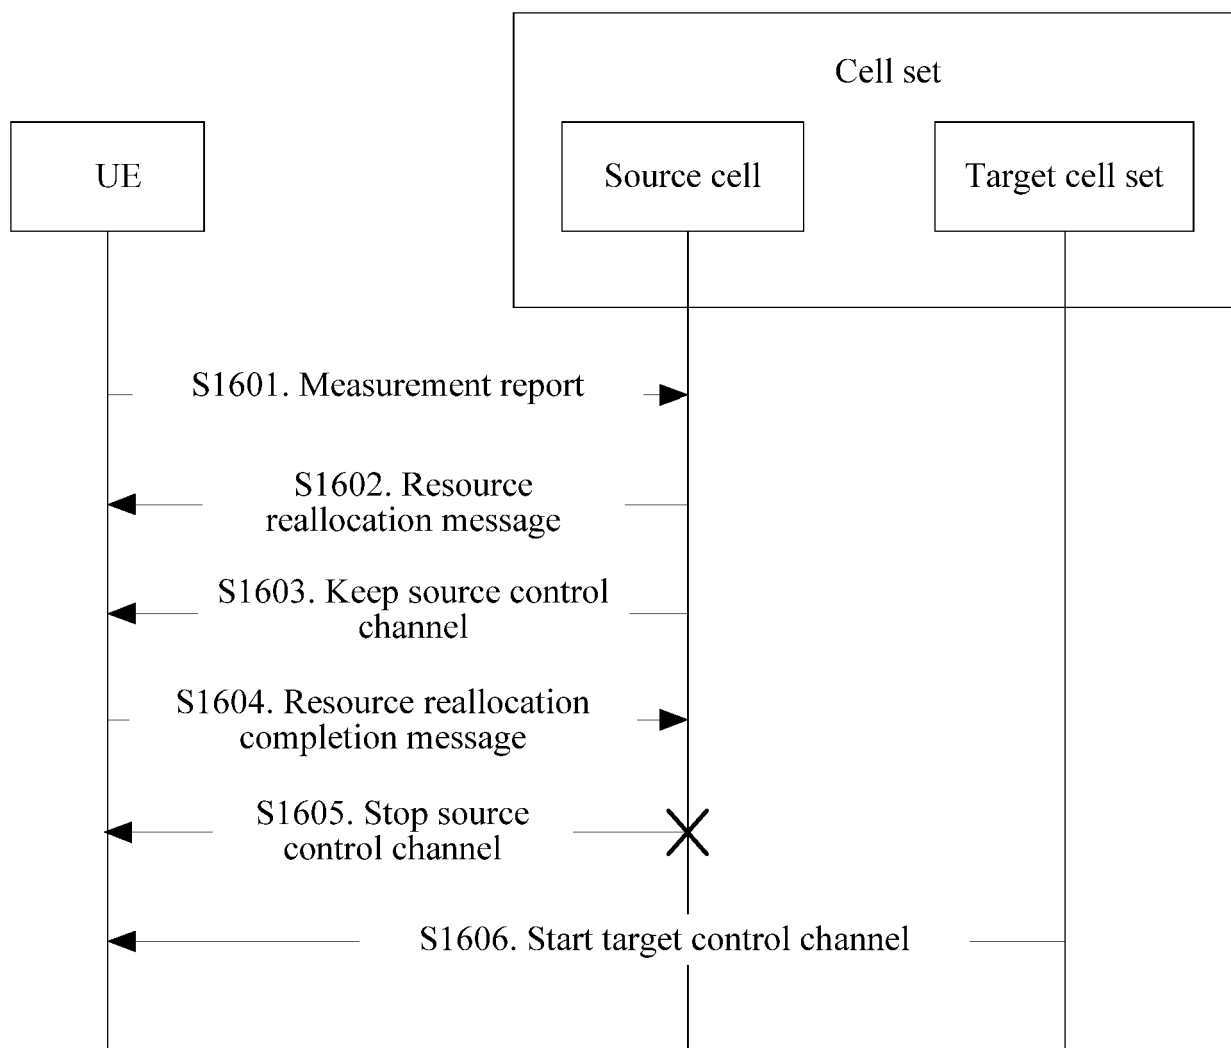 Cell set
UE
Source cell
Target cell set
S1601. Measurement report
S1602. Resource
reallocation message
S1603. Keep source control
channel
S1604. Resource reallocation
completion message
S1605. Stop source
control channel
S1606. Start target control channel